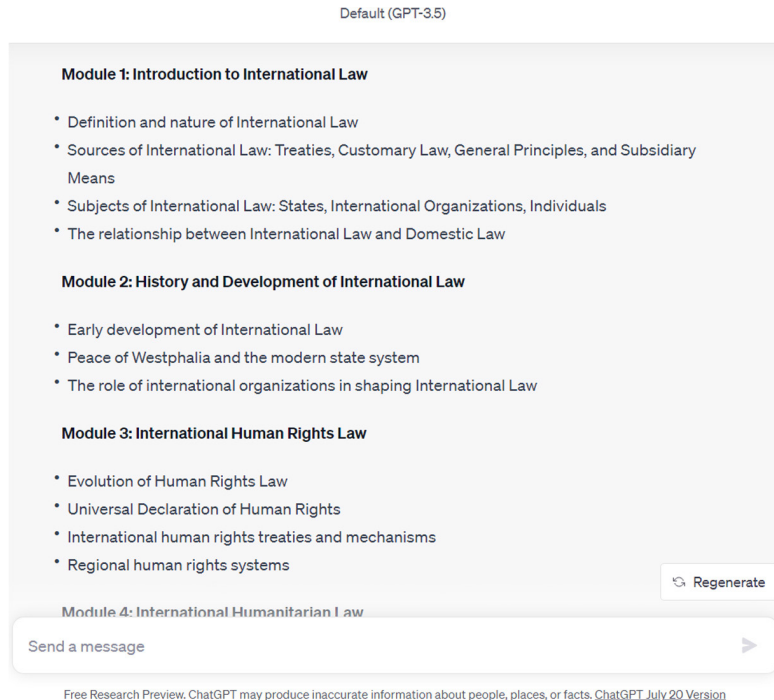 Default (GPT-3.5)
Module 1: Introduction to International Law
• Definition and nature of International Law
• Sources of International Law: Treaties, Customary Law, General Principles, and Subsidiary
Means
• Subjects of International Law: States, International Organizations, Individuals
• The relationship between International Law and Domestic Law
Module 2: History and Development of International Law
• Early development of International Law
• Peace of Westphalia and the modern state system
• The role of international organizations in shaping International Law
Module 3: International Human Rights Law
• Evolution of Human Rights Law
• Universal Declaration of Human Rights
• International human rights treaties and mechanisms
• Regional human rights systems
Regenerate
Module 4: International Humanitarian Law
Send a message
Free Research Preview. ChatGPT may produce inaccurate information about people, places, or facts. ChatGPT July 20 Version